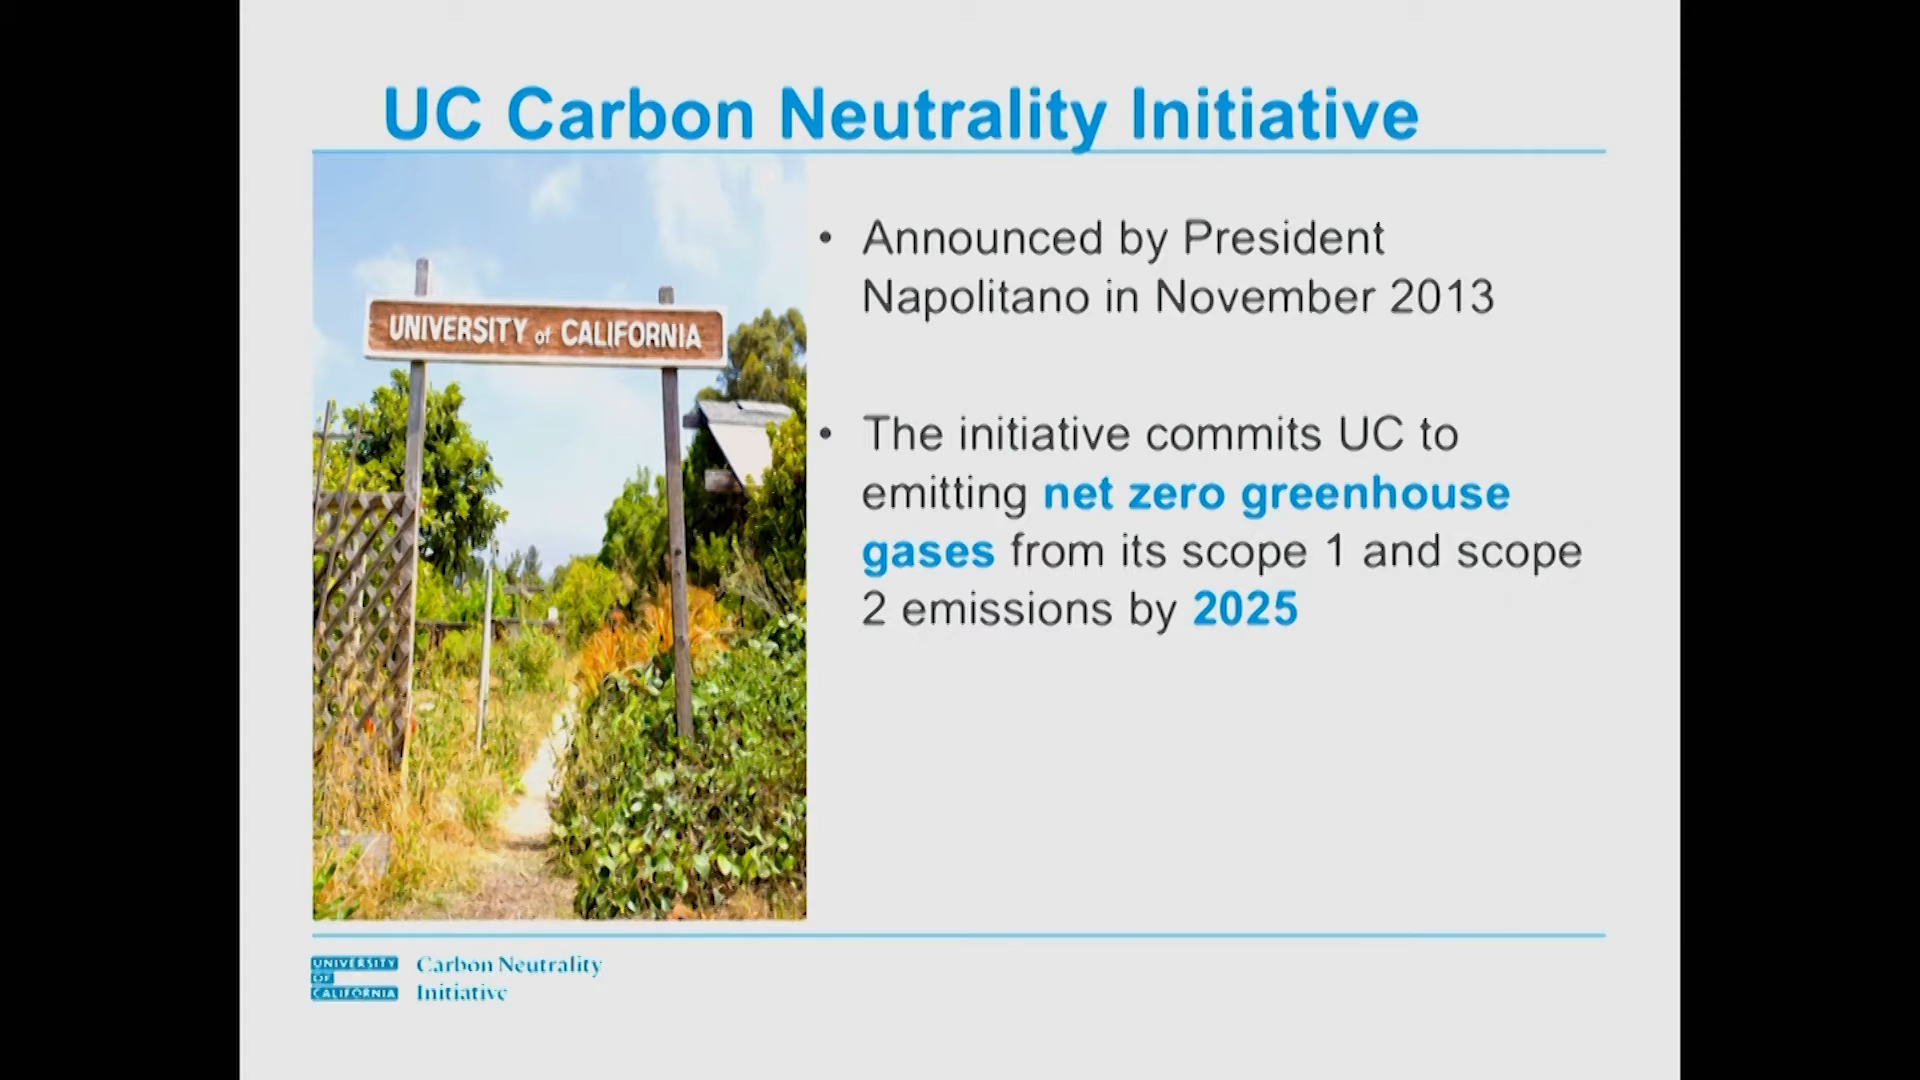 UC Carbon Neutrality Initiative
UNIVERSITY of CALIFORNIA
• Announced by President
Napolitano in November 2013
• The initiative commits UC to
emitting net zero greenhouse
gases from its scope 1 and scope
2 emissions by 2025
UNIVERSITY
OF
CALIFORNIA
Carbon Neutrality
Initiative